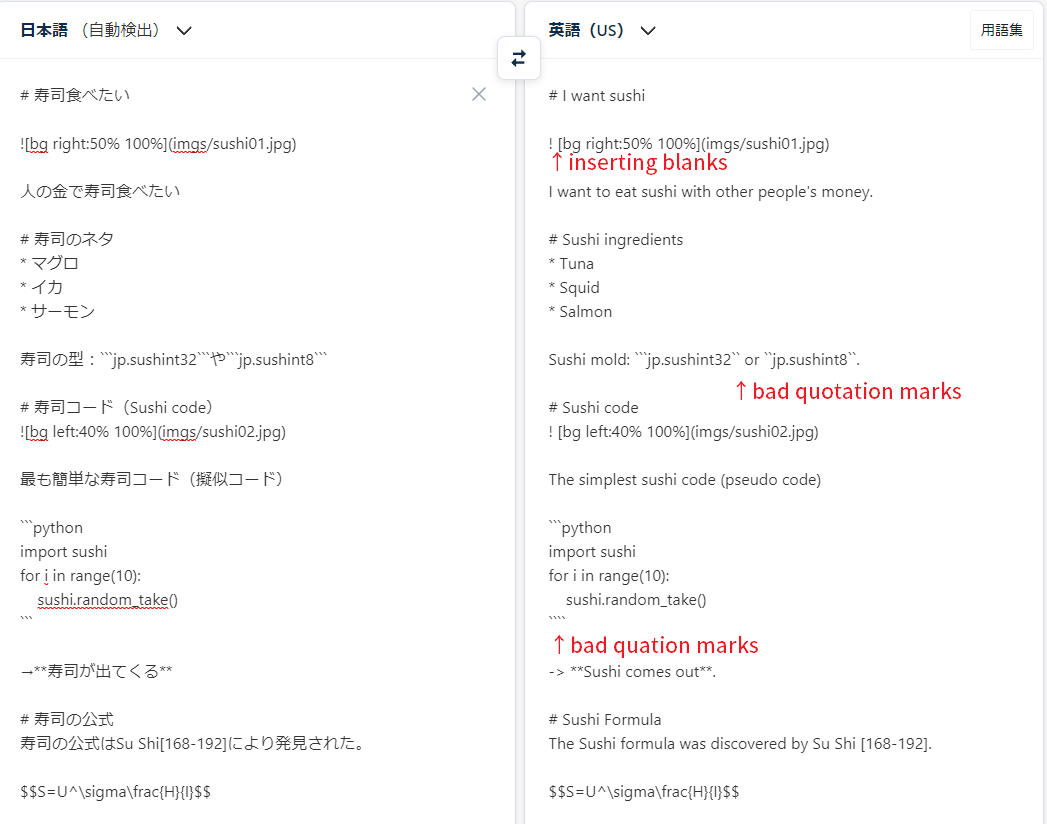 日本語 （自動検出）
# 寿司食べたい
![bg right:50% 100%](imgs/sushi01.jpg)
人の金で寿司食べたい
# 寿司のネタ
* マグロ
* イカ
* サーモン
寿司の型：```jp.sushint32```や```jp.sushint8```
# 寿司コード（Sushi code）
![bg left:40% 100%](imgs/sushi02.jpg)
最も簡単な寿司コード（擬似コード）
```python
import sushi
for i in range(10):
    sushi.random_take()
```
→**寿司が出てくる**
# 寿司の公式
寿司の公式はSu Shi[168-192]により発見された。
$$S=U^\sigma\frac{H}{I}$$
英語（US）
用語集
# I want sushi
! [bg right:50% 100%](imgs/sushi01.jpg)
↑inserting blanks
I want to eat sushi with other people's money.
# Sushi ingredients
* Tuna
* Squid
* Salmon
Sushi mold: ```jp.sushint32`` or ``jp.sushint8``.
↑bad quotation marks
# Sushi code
! [bg left:40% 100%](imgs/sushi02.jpg)
The simplest sushi code (pseudo code)
```python
import sushi
for i in range(10):
    sushi.random_take()
````
↑bad quation marks
-> **Sushi comes out**.
# Sushi Formula
The Sushi formula was discovered by Su Shi [168-192].
$$S=U^\sigma\frac{H}{I}$$